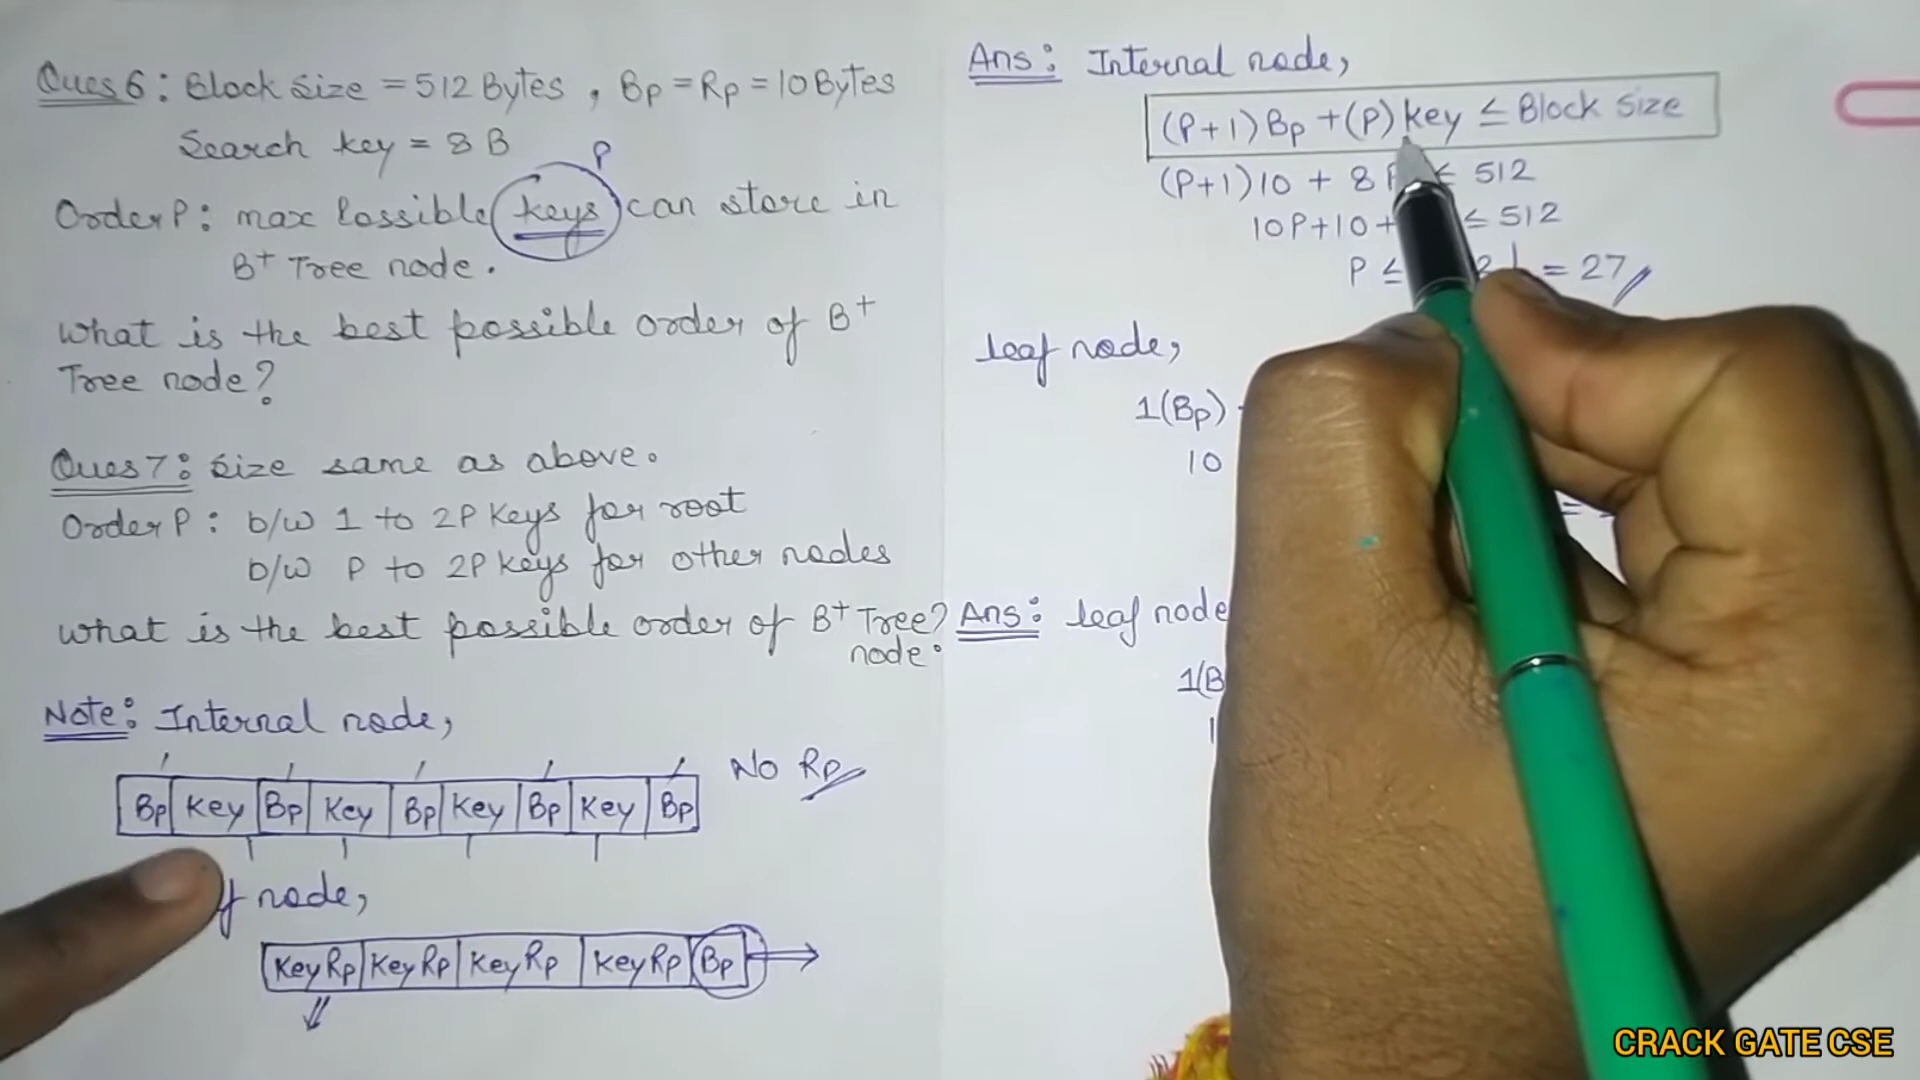 Ques 6: Block Size = 512 Bytes, Bp = Rp = 10 Bytes
Search key = 8 B
P
Order P: max Possible keys can store in
B+ Tree node.
What is the best possible order of B+
Tree node?
Ques 7: Size same as above.
Order P: b/w 1 to 2P keys for root
b/w P to 2P keys for other nodes
What is the best possible order of B+ Tree?
node.
Note: Internal node,
Bp Key Bp Key Bp Key Bp Key Bp
No Rp
f node,
Key Rp Key Rp Key Rp Key Rp Bp
Ans: Internal node,
(P+1) Bp + (P) key ≤ Block Size
(P+1) 10 + 8 ≤ 512
10P + 10 + ≤ 512
P ≤ = 27
leaf node,
1(Bp)
10
=
Ans: leaf node
1(B
1
CRACK GATE CSE